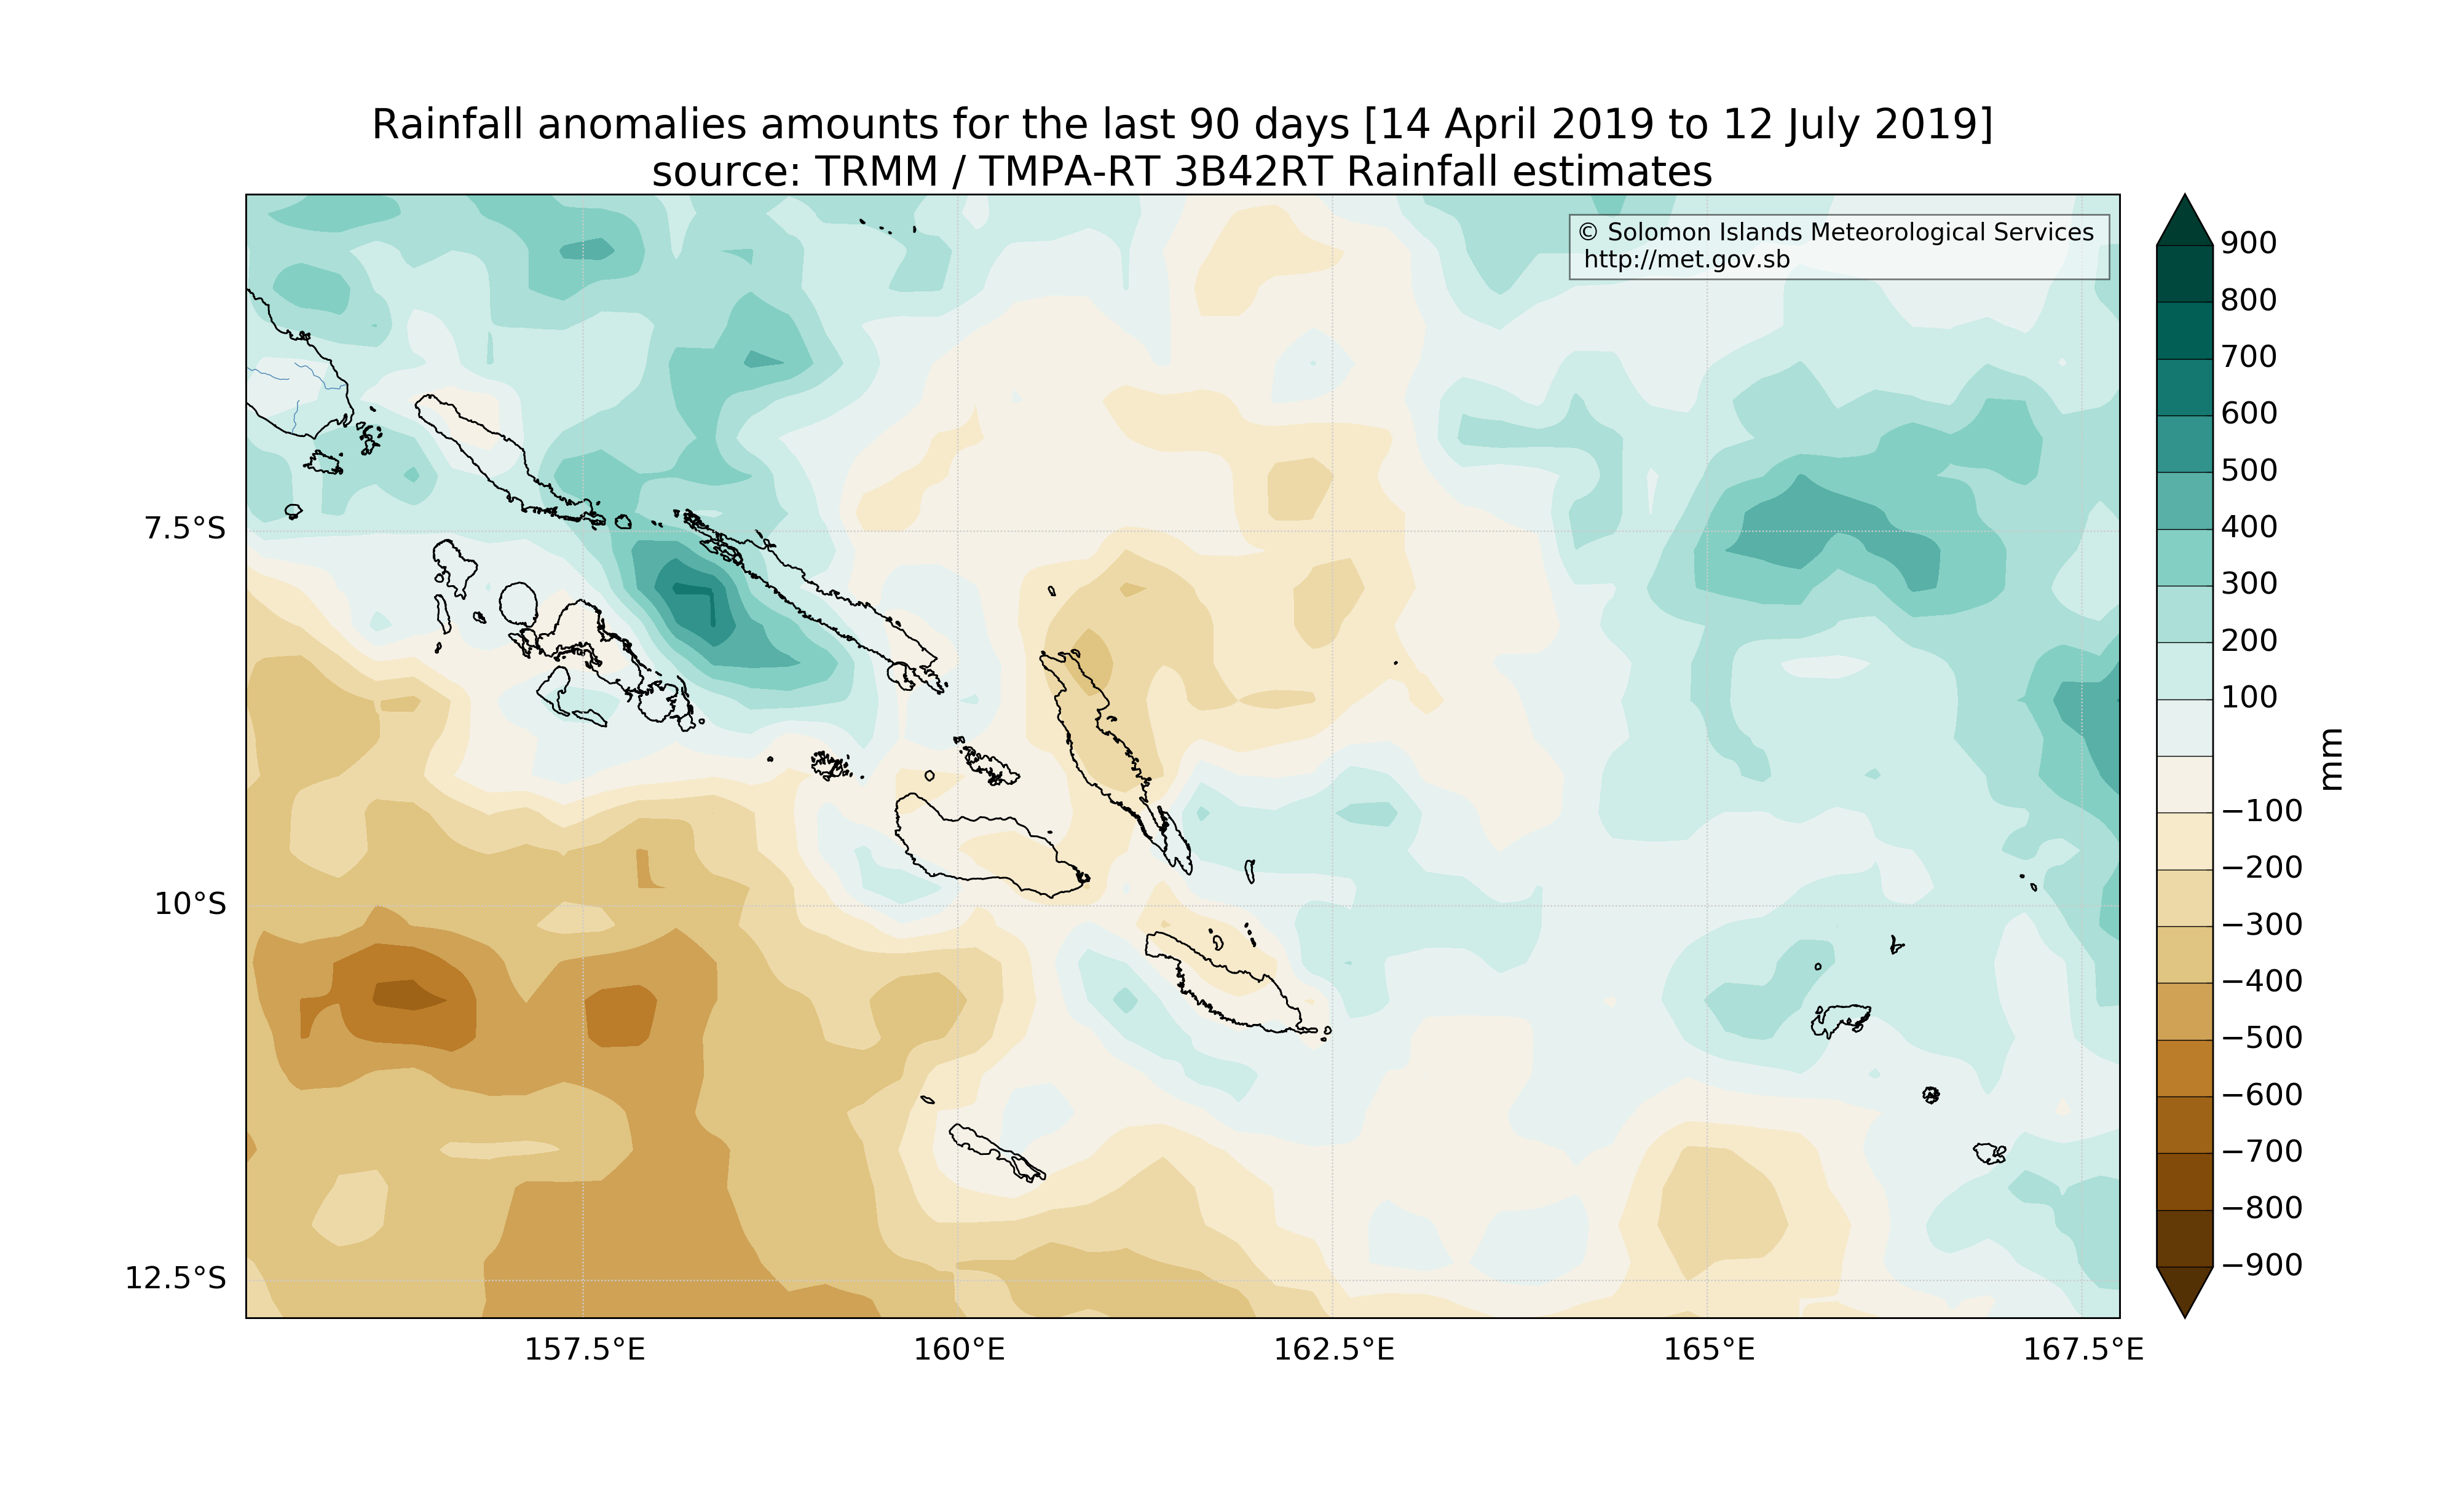 Rainfall anomalies amounts for the last 90 days [14 April 2019 to 12 July 2019]
source: TRMM / TMPA-RT 3B42RT Rainfall estimates
© Solomon Islands Meteorological Services
http://met.gov.sb
7.5°S
10°S
12.5°S
157.5°E
160°E
162.5°E
165°E
167.5°E
900
800
700
600
500
400
300
200
100
−100
−200
−300
−400
−500
−600
−700
−800
−900
mm